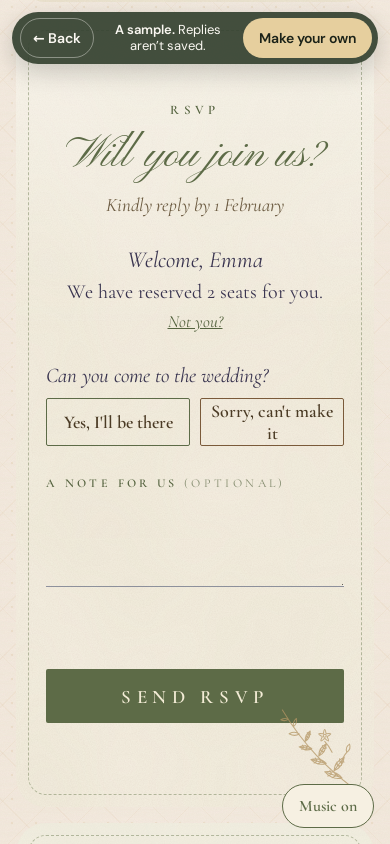 ← Back
A sample. Replies
aren't saved.
Make your own
RSVP
Will you join us?
Kindly reply by 1 February
Welcome, Emma
We have reserved 2 seats for you.
Not you?
Can you come to the wedding?
Yes, I'll be there
Sorry, can't make
it
A NOTE FOR US (OPTIONAL)
SEND RSVP
Music on